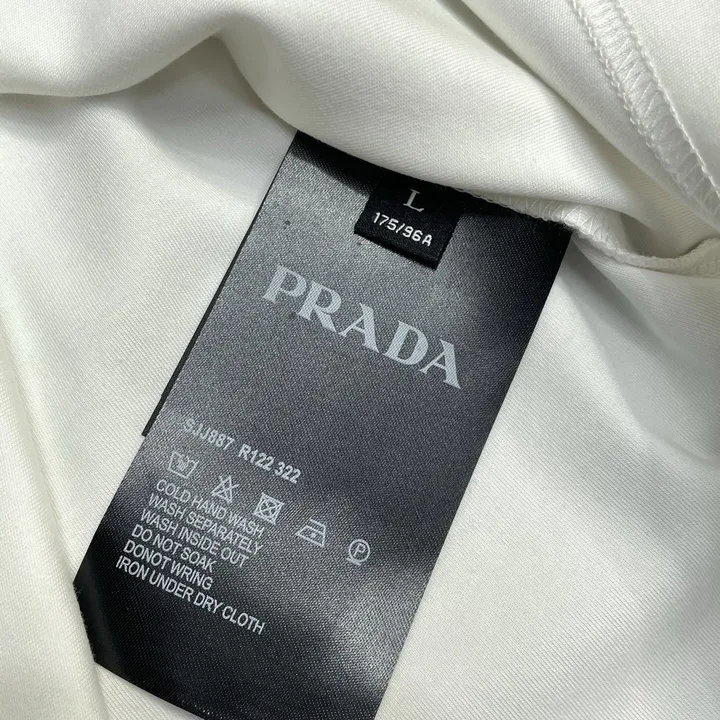 L
175/96A
PRADA
SJJ887 R122 322
COLD HAND WASH
WASH SEPARATELY
WASH INSIDE OUT
DO NOT SOAK
DONOT WRING
IRON UNDER DRY CLOTH
P